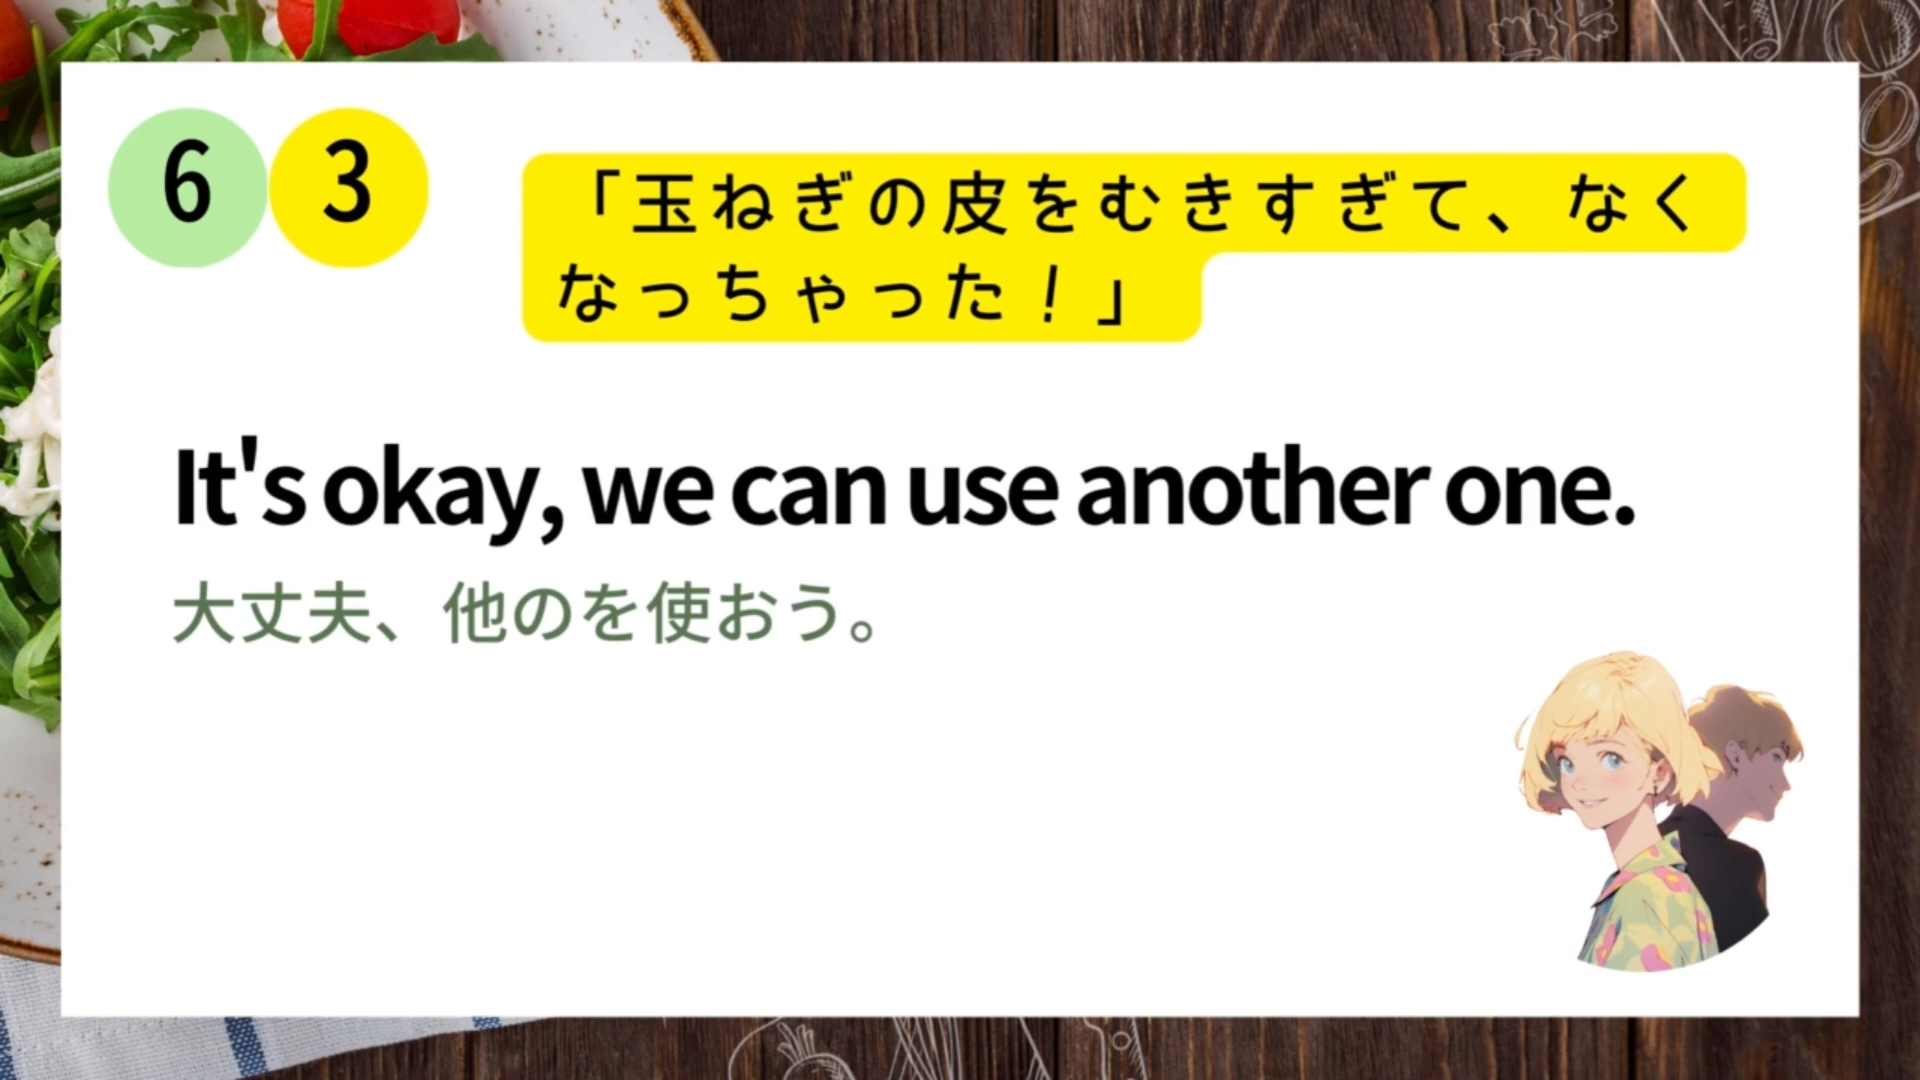 6 3
「玉ねぎの皮をむきすぎて、なく
なっちゃった！」
It's okay, we can use another one.
大丈夫、他のを使おう。